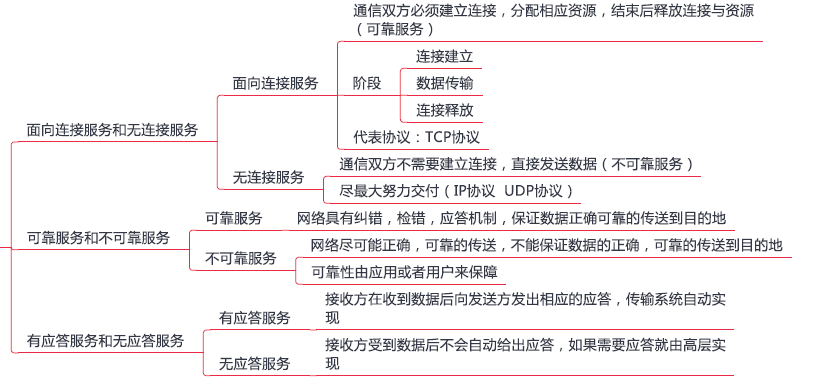 通信双方必须建立连接，分配相应资源，结束后释放连接与资源
（可靠服务）
连接建立
面向连接服务
阶段
数据传输
连接释放
面向连接服务和无连接服务
代表协议：TCP协议
通信双方不需要建立连接，直接发送数据（不可靠服务）
无连接服务
尽最大努力交付（IP协议 UDP协议）
可靠服务
网络具有纠错，检错，应答机制，保证数据正确可靠的传送到目的地
可靠服务和不可靠服务
网络尽可能正确，可靠的传送，不能保证数据的正确，可靠的传送到目的地
不可靠服务
可靠性由应用或者用户来保障
接收方在收到数据后向发送方发出相应的应答，传输系统自动实
有应答服务
现
有应答服务和无应答服务
接收方受到数据后不会自动给出应答，如果需要应答就由高层实
无应答服务
现